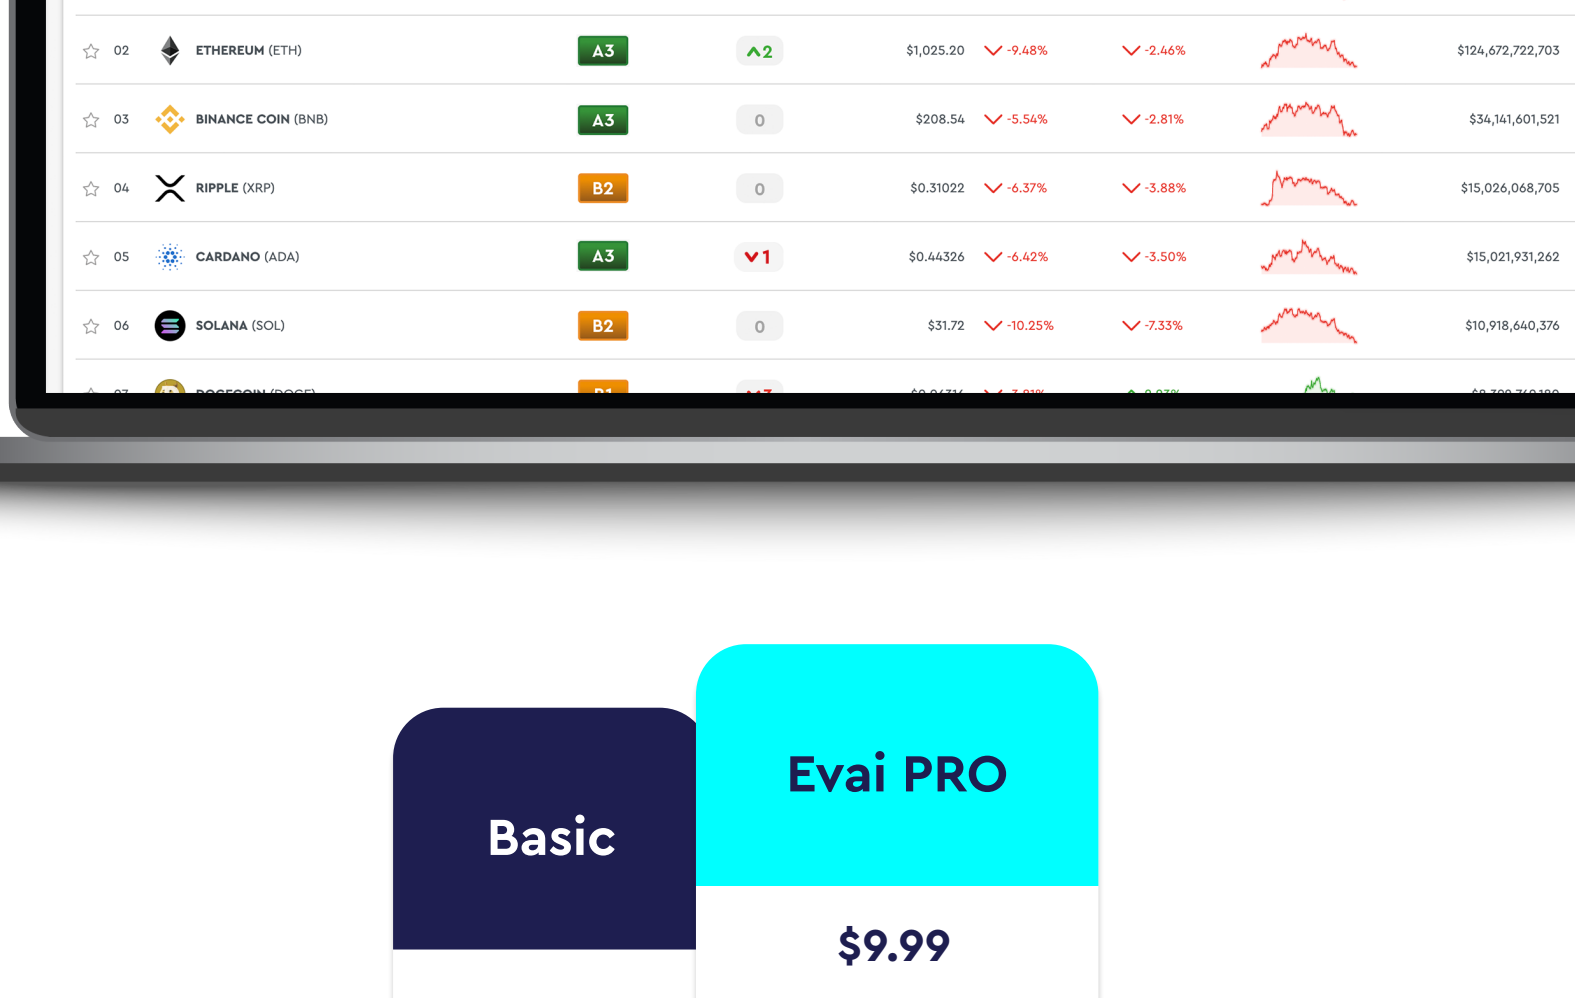 02 ETHEREUM (ETH) A3 2 $1,025.20 -9.48% -2.46% $124,672,722,703
03 BINANCE COIN (BNB) A3 0 $208.54 -5.54% -2.81% $34,141,601,521
04 RIPPLE (XRP) B2 0 $0.31022 -6.37% -3.88% $15,026,068,705
05 CARDANO (ADA) A3 1 $0.44326 -6.42% -3.50% $15,021,931,262
06 SOLANA (SOL) B2 0 $31.72 -10.25% -7.33% $10,918,640,376
07 DOGECOIN (DOGE) B1
Evai PRO
Basic
$9.99